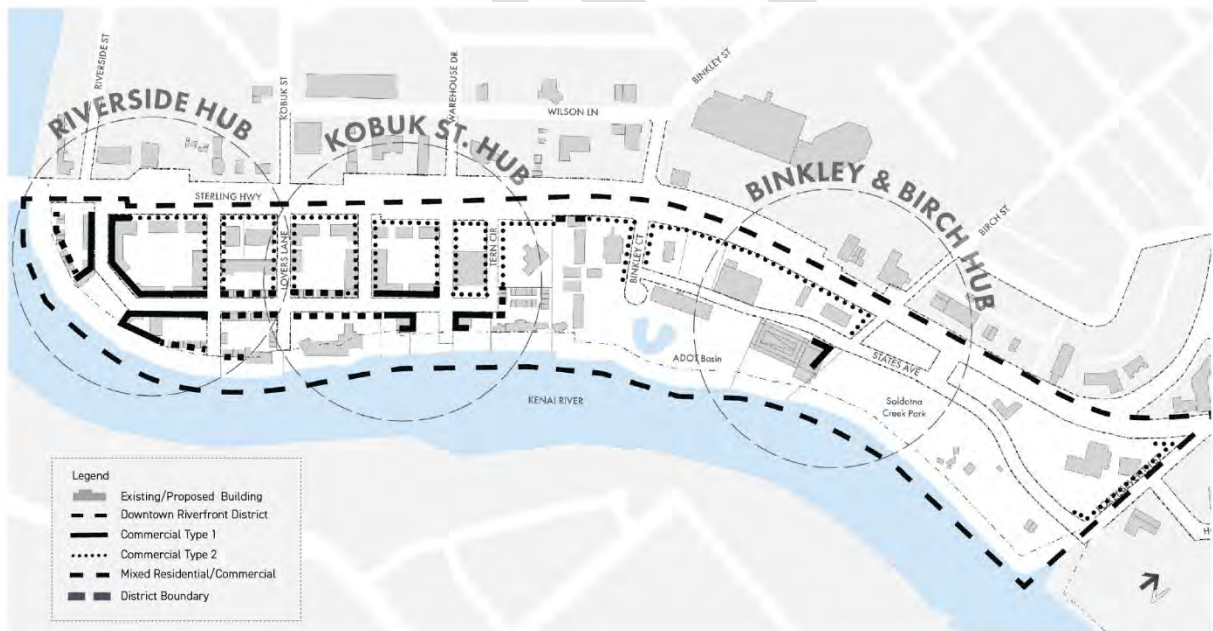 RIVERSIDE ST
KOBUK ST
WAREHOUSE DR
BINKLEY ST
WILSON LN
RIVERSIDE HUB
KOBUK ST. HUB
BINKLEY & BIRCH HUB
BIRCH ST
STERLING HWY
LOVERS LANE
TERN CIR
BINKLEY CT
STATES AVE
ADOT Basin
Soldotna
Creek Park
KENAI RIVER
H
Legend
Existing/Proposed Building
Downtown Riverfront District
Commercial Type 1
Commercial Type 2
Mixed Residential/Commercial
District Boundary
N